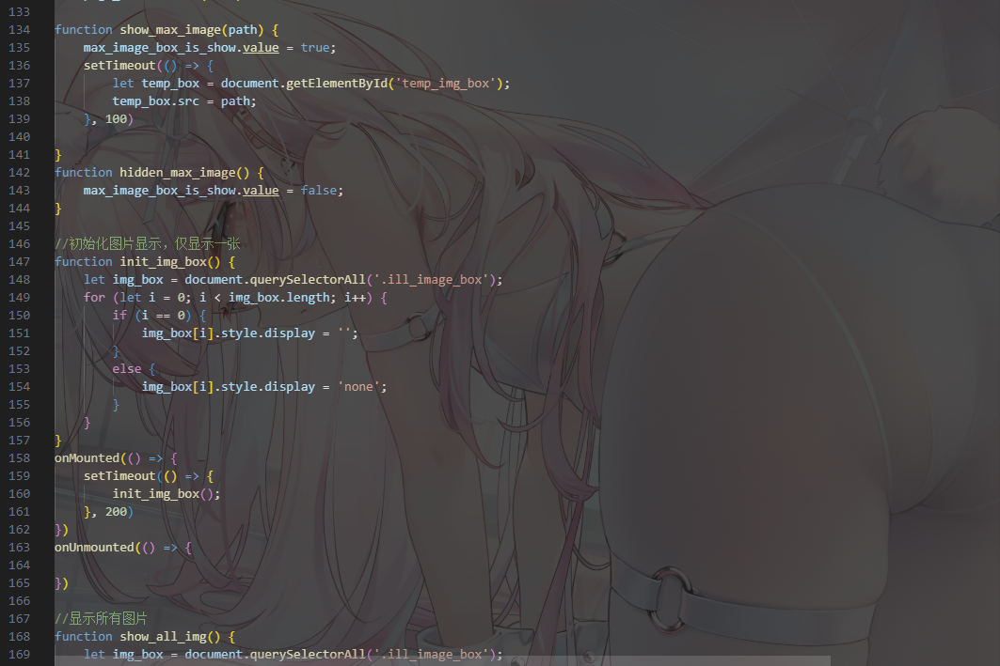 133
134 function show_max_image(path) {
135 max_image_box_is_show.value = true;
136 setTimeout(() => {
137 let temp_box = document.getElementById('temp_img_box');
138 temp_box.src = path;
139 }, 100)
140
141 }
142 function hidden_max_image() {
143 max_image_box_is_show.value = false;
144 }
145
146 //初始化图片显示，仅显示一张
147 function init_img_box() {
148 let img_box = document.querySelectorAll('.ill_image_box');
149 for (let i = 0; i < img_box.length; i++) {
150 if (i == 0) {
151 img_box[i].style.display = '';
152 }
153 else {
154 img_box[i].style.display = 'none';
155 }
156 }
157 }
158 onMounted(() => {
159 setTimeout(() => {
160 init_img_box();
161 }, 200)
162 })
163 onUnmounted(() => {
164
165 })
166
167 //显示所有图片
168 function show_all_img() {
169 let img_box = document.querySelectorAll('.ill_image_box');